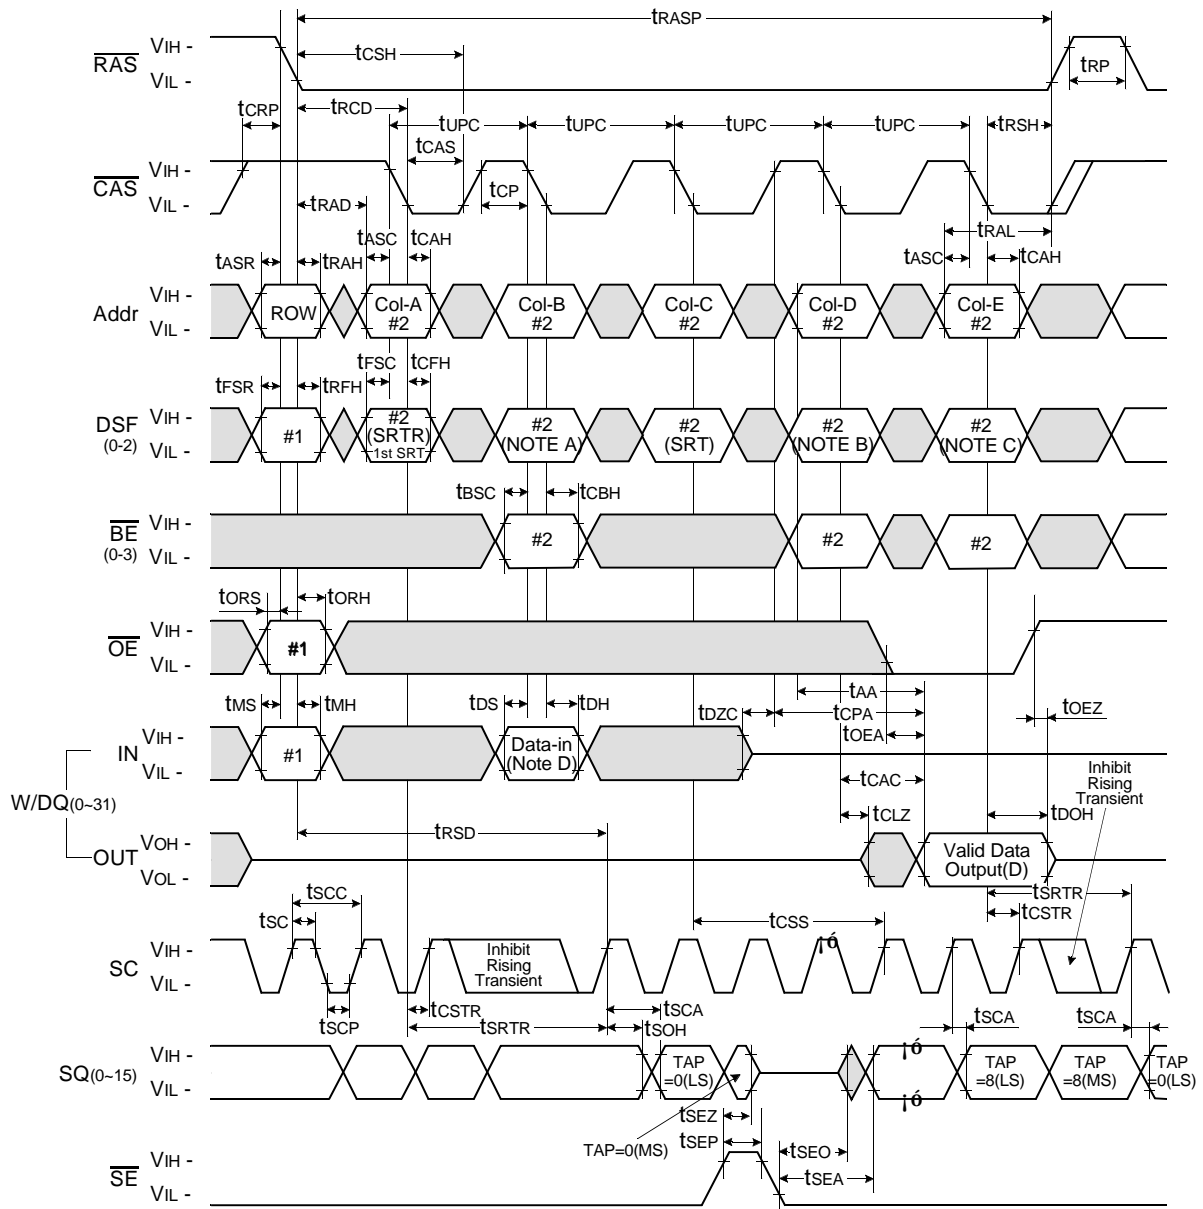 tRASP
VIH -
RAS
VIL -
tCSH
tRP
tCRP
tRCD
tUPC
tUPC
tUPC
tUPC
tRSH
tCAS
VIH -
CAS
VIL -
tCP
tRAD
tRAL
tASC
tCAH
tASR
tRAH
tASC
tCAH
VIH -
Addr
VIL -
ROW
Col-A
#2
Col-B
#2
Col-C
#2
Col-D
#2
Col-E
#2
tFSC
tCFH
tFSR
tRFH
VIH -
DSF
(0-2)
VIL -
#1
#2
(SRTR)
1st SRT
#2
(NOTE A)
#2
(SRT)
#2
(NOTE B)
#2
(NOTE C)
tBSC
tCBH
VIH -
BE
(0-3)
VIL -
#2
#2
#2
tORS
tORH
VIH -
OE
VIL -
#1
tAA
tMS
tMH
tDS
tDH
tDZC
tCPA
tOEZ
tOEA
VIH -
IN
VIL -
#1
Data-in
(Note D)
tCAC
Inhibit
Rising
Transient
W/DQ(0~31)
tCLZ
tDOH
tRSD
VOH -
OUT
VOL -
Valid Data
Output(D)
tSCC
tSRTR
tSC
tCSS
tCSTR
VIH -
SC
VIL -
Inhibit
Rising
Transient
¡ó
tSCP
tCSTR
tSCA
tSRTR
tSOH
tSCA
tSCA
VIH -
SQ(0~15)
VIL -
TAP
=0(LS)
¡ó
¡ó
TAP
=8(LS)
TAP
=8(MS)
TAP
=0(LS)
tSEZ
TAP=0(MS)
tSEP
tSEO
tSEA
VIH -
SE
VIL -